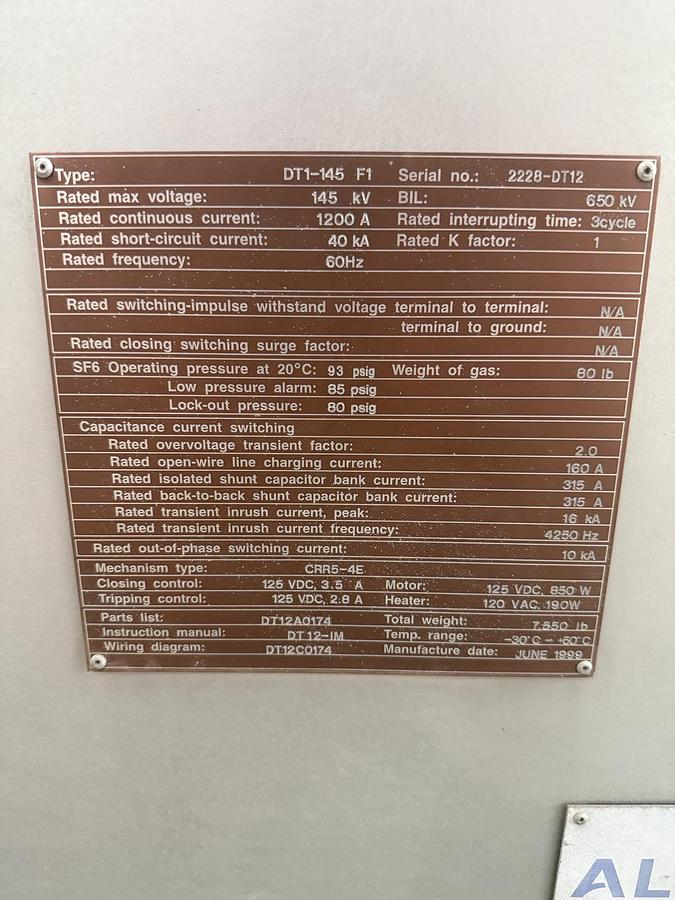 Type: DT1-145 F1 Serial no.: 2228-DT12
Rated max voltage: 145 kV BIL: 650 kV
Rated continuous current: 1200 A Rated interrupting time: 3cycle
Rated short-circuit current: 40 kA Rated K factor: 1
Rated frequency: 60Hz
Rated switching-impulse withstand voltage terminal to terminal: N/A
terminal to ground: N/A
Rated closing switching surge factor: N/A
SF6 Operating pressure at 20°C: 93 psig Weight of gas: 80 lb
Low pressure alarm: 85 psig
Lock-out pressure: 80 psig
Capacitance current switching
Rated overvoltage transient factor: 2.0
Rated open-wire line charging current: 160 A
Rated isolated shunt capacitor bank current: 315 A
Rated back-to-back shunt capacitor bank current: 315 A
Rated transient inrush current, peak: 16 kA
Rated transient inrush current frequency: 4250 Hz
Rated out-of-phase switching current: 10 kA
Mechanism type: CRR5-4E
Closing control: 125 VDC, 3.5 A Motor: 125 VDC, 850 W
Tripping control: 125 VDC, 2.8 A Heater: 120 VAC, 190W
Parts list: DT12A0174 Total weight: 7,550 lb
Instruction manual: DT12-IM Temp. range: -30°C - +50°C
Wiring diagram: DT12C0174 Manufacture date: JUNE 1999
AL